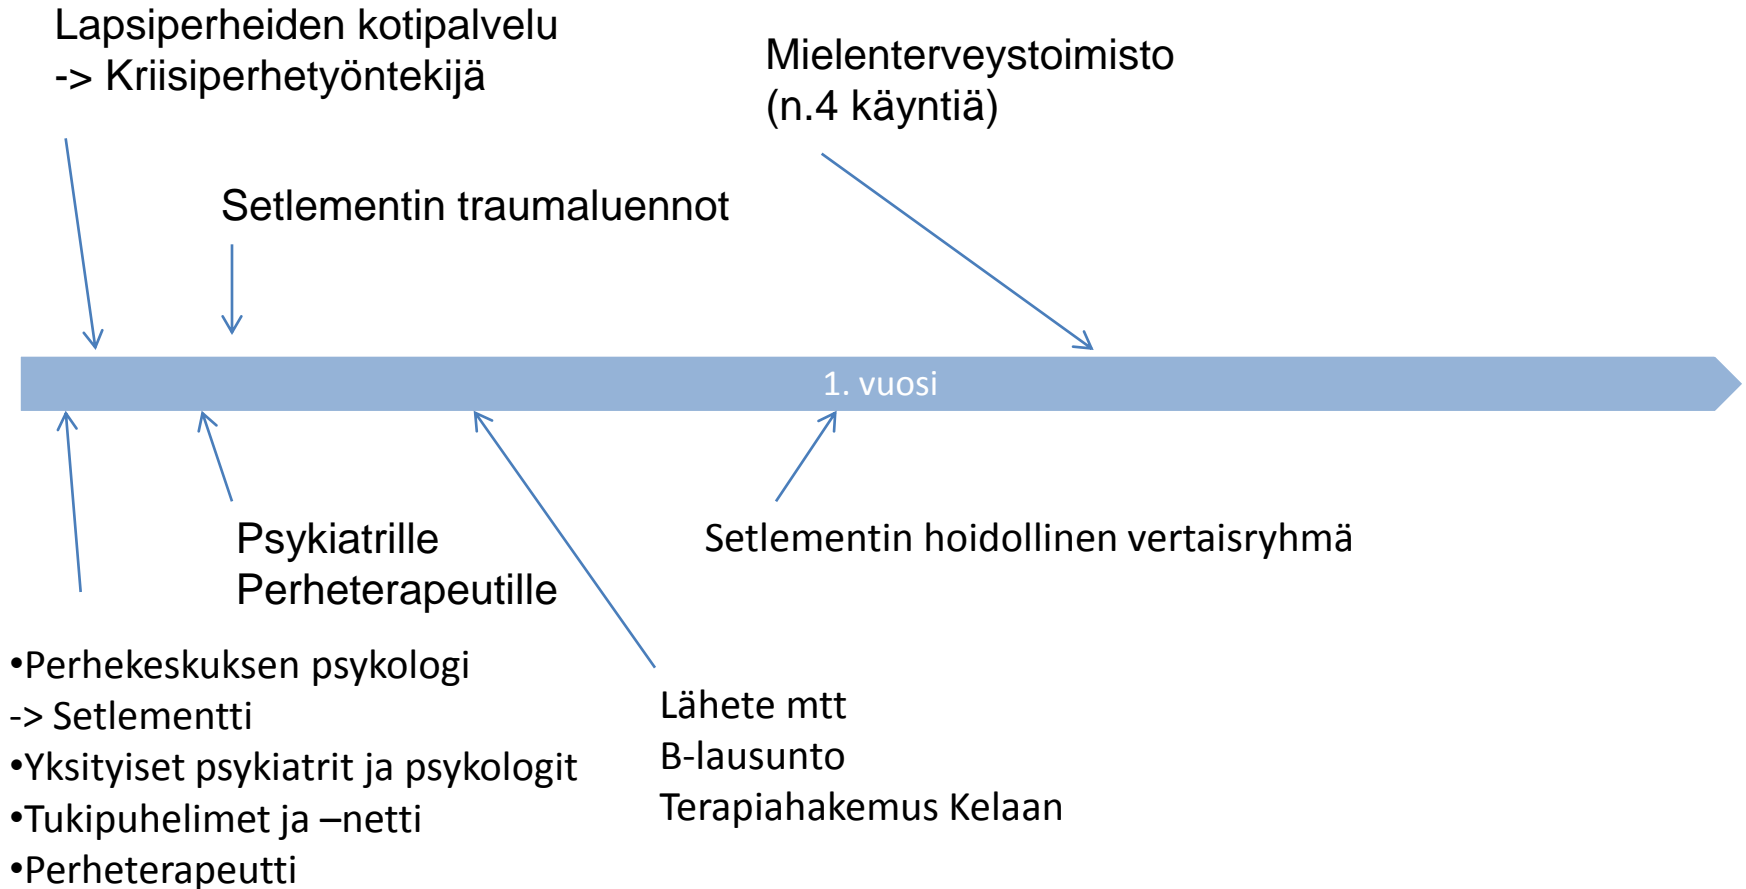 Lapsiperheiden kotipalvelu
-> Kriisiperhetyöntekijä
Mielenterveystoimisto
(n.4 käyntiä)
Setlementin traumaluennot
1. vuosi
Psykiatrille
Perheterapeutille
Setlementin hoidollinen vertaisryhmä
•Perhekeskuksen psykologi
-> Setlementti
•Yksityiset psykiatrit ja psykologit
•Tukipuhelimet ja –netti
•Perheterapeutti
Lähete mtt
B-lausunto
Terapiahakemus Kelaan